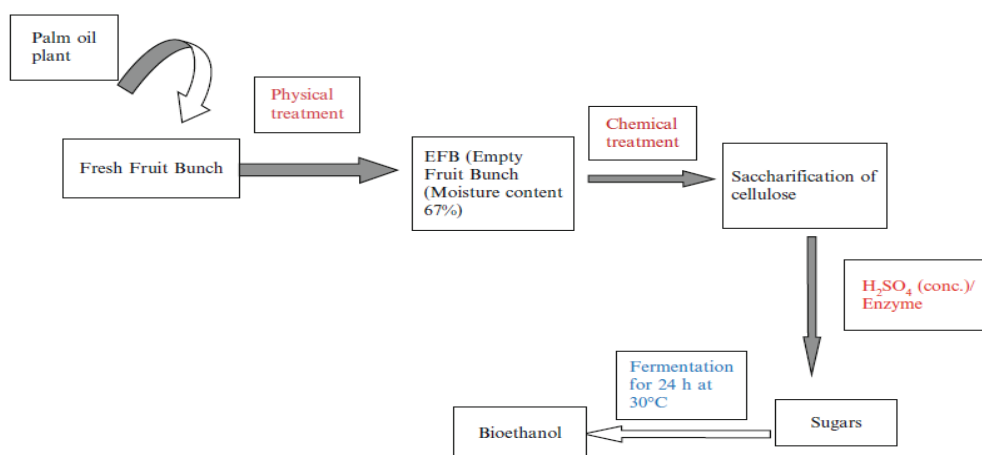 Palm oil
plant
Physical
treatment
Fresh Fruit Bunch
EFB (Empty
Fruit Bunch
(Moisture content
67%)
Chemical
treatment
Saccharification of
cellulose
H₂SO₄ (conc.)/
Enzyme
Sugars
Fermentation
for 24 h at
30°C
Bioethanol